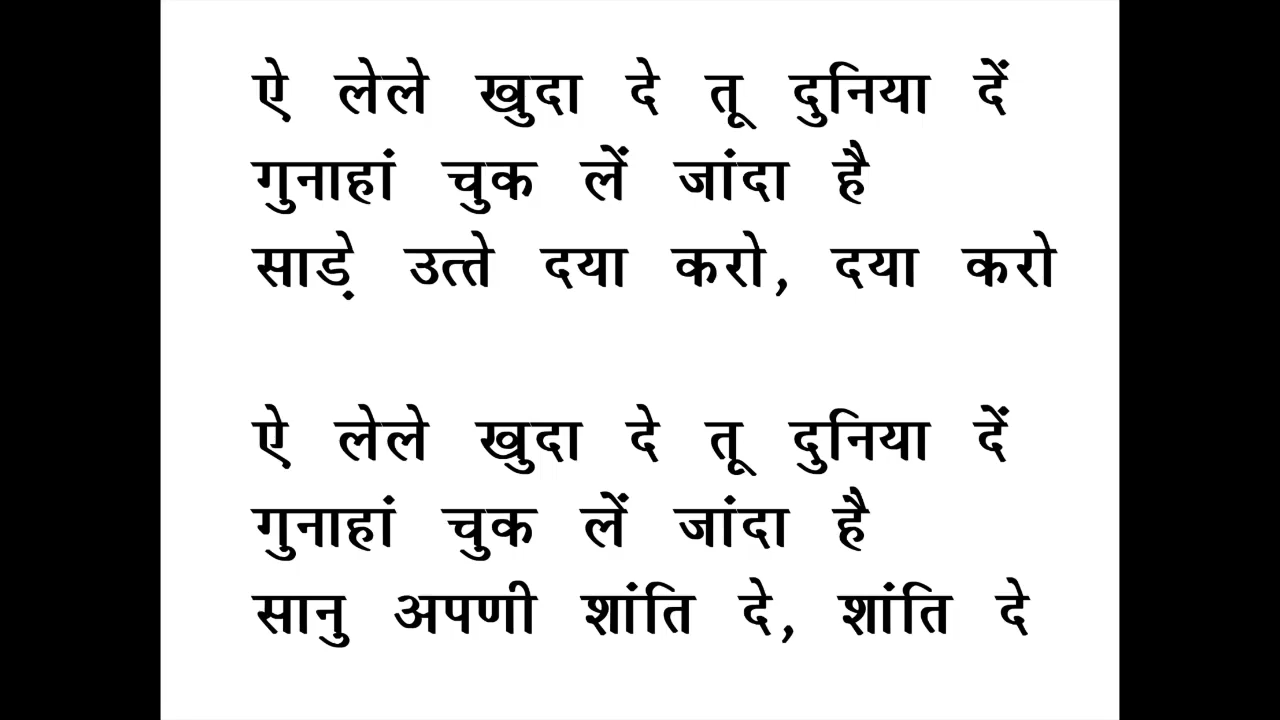 ऐ लेले खुदा दे तू दुनिया दें
गुनाहां चुक लें जांदा है
साड़े उत्ते दया करो, दया करो
ऐ लेले खुदा दे तू दुनिया दें
गुनाहां चुक लें जांदा है
सानु अपणी शांति दे, शांति दे